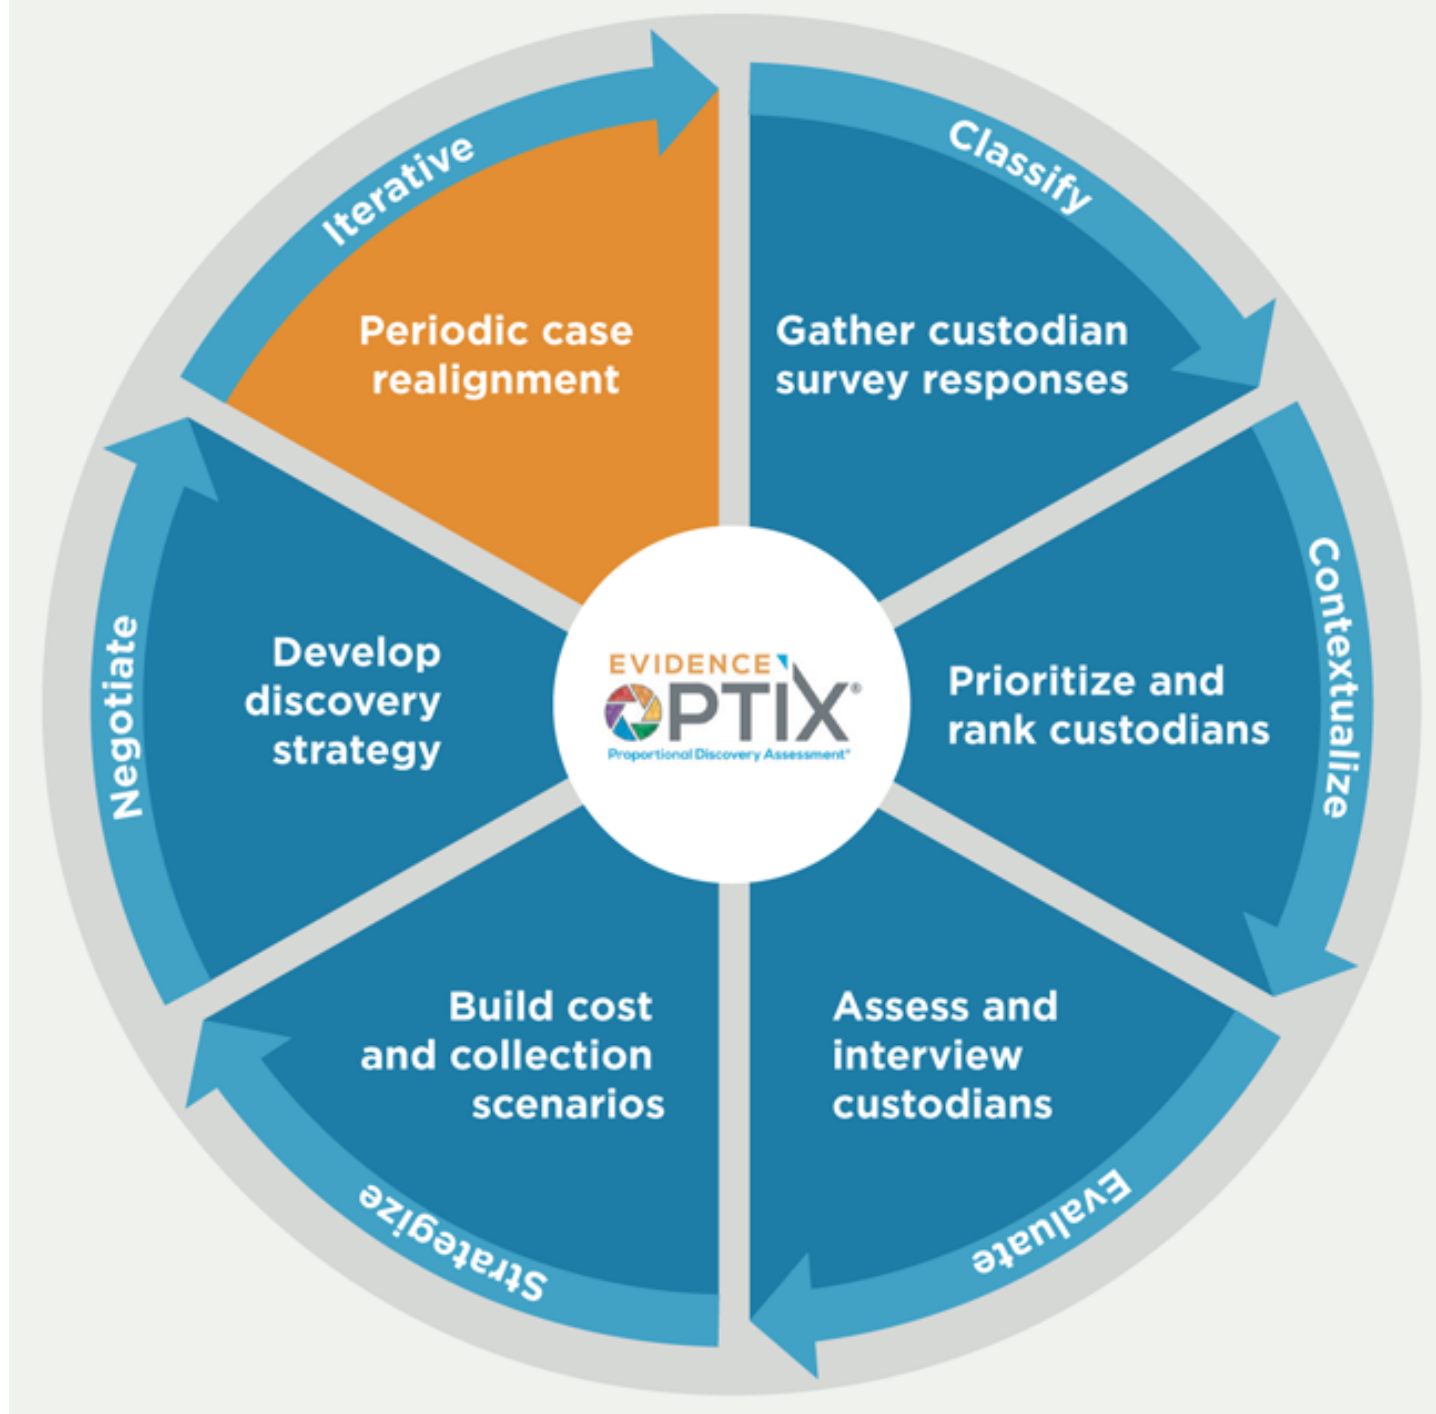 Classify
Gather custodian
survey responses
Contextualize
Prioritize and
rank custodians
Evaluate
Assess and
interview
custodians
Strategize
Build cost
and collection
scenarios
Negotiate
Develop
discovery
strategy
Iterative
Periodic case
realignment
EVIDENCE
OPTIX®
Proportional Discovery Assessment®